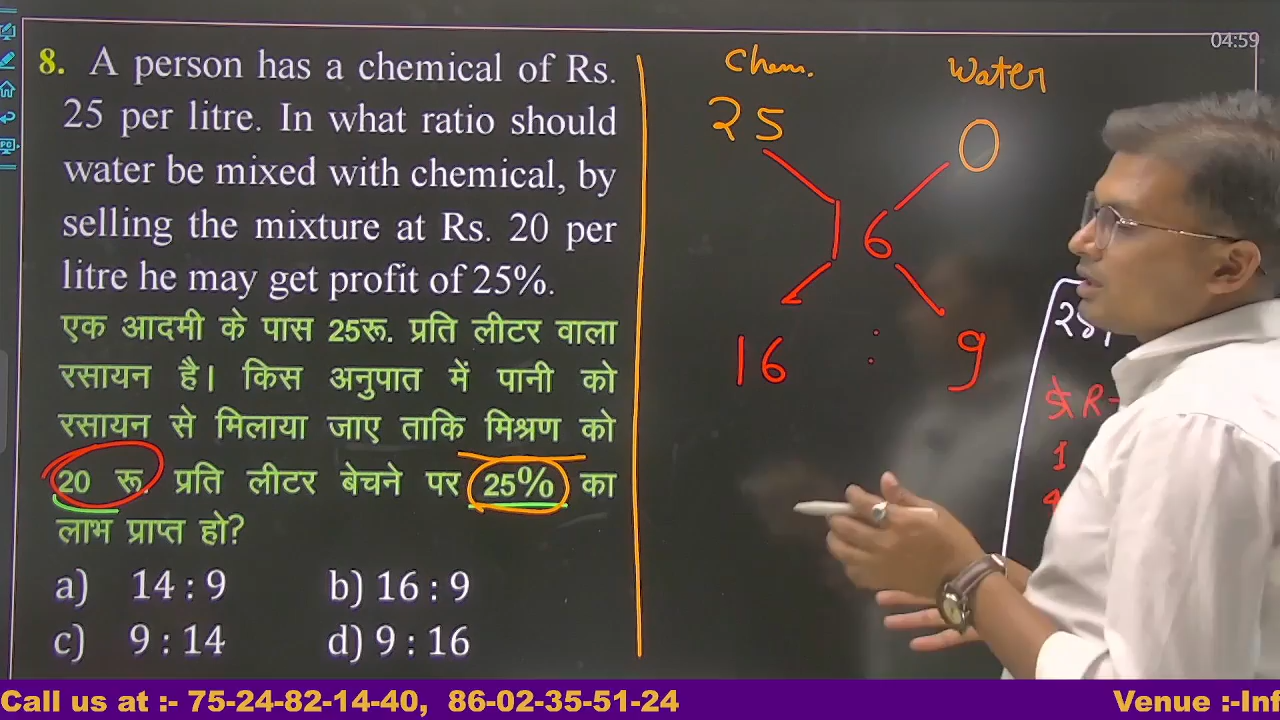 04:59
8. A person has a chemical of Rs.
25 per litre. In what ratio should
water be mixed with chemical, by
selling the mixture at Rs. 20 per
litre he may get profit of 25%.
एक आदमी के पास 25रू. प्रति लीटर वाला
रसायन है। किस अनुपात में पानी को
रसायन से मिलाया जाए ताकि मिश्रण को
20 रू. प्रति लीटर बेचने पर 25% का
लाभ प्राप्त हो?
a) 14 : 9 b) 16 : 9
c) 9 : 14 d) 9 : 16
Chem. Water
25 0
16
16 : 9
1
Call us at :- 75-24-82-14-40, 86-02-35-51-24 Venue :-Inf